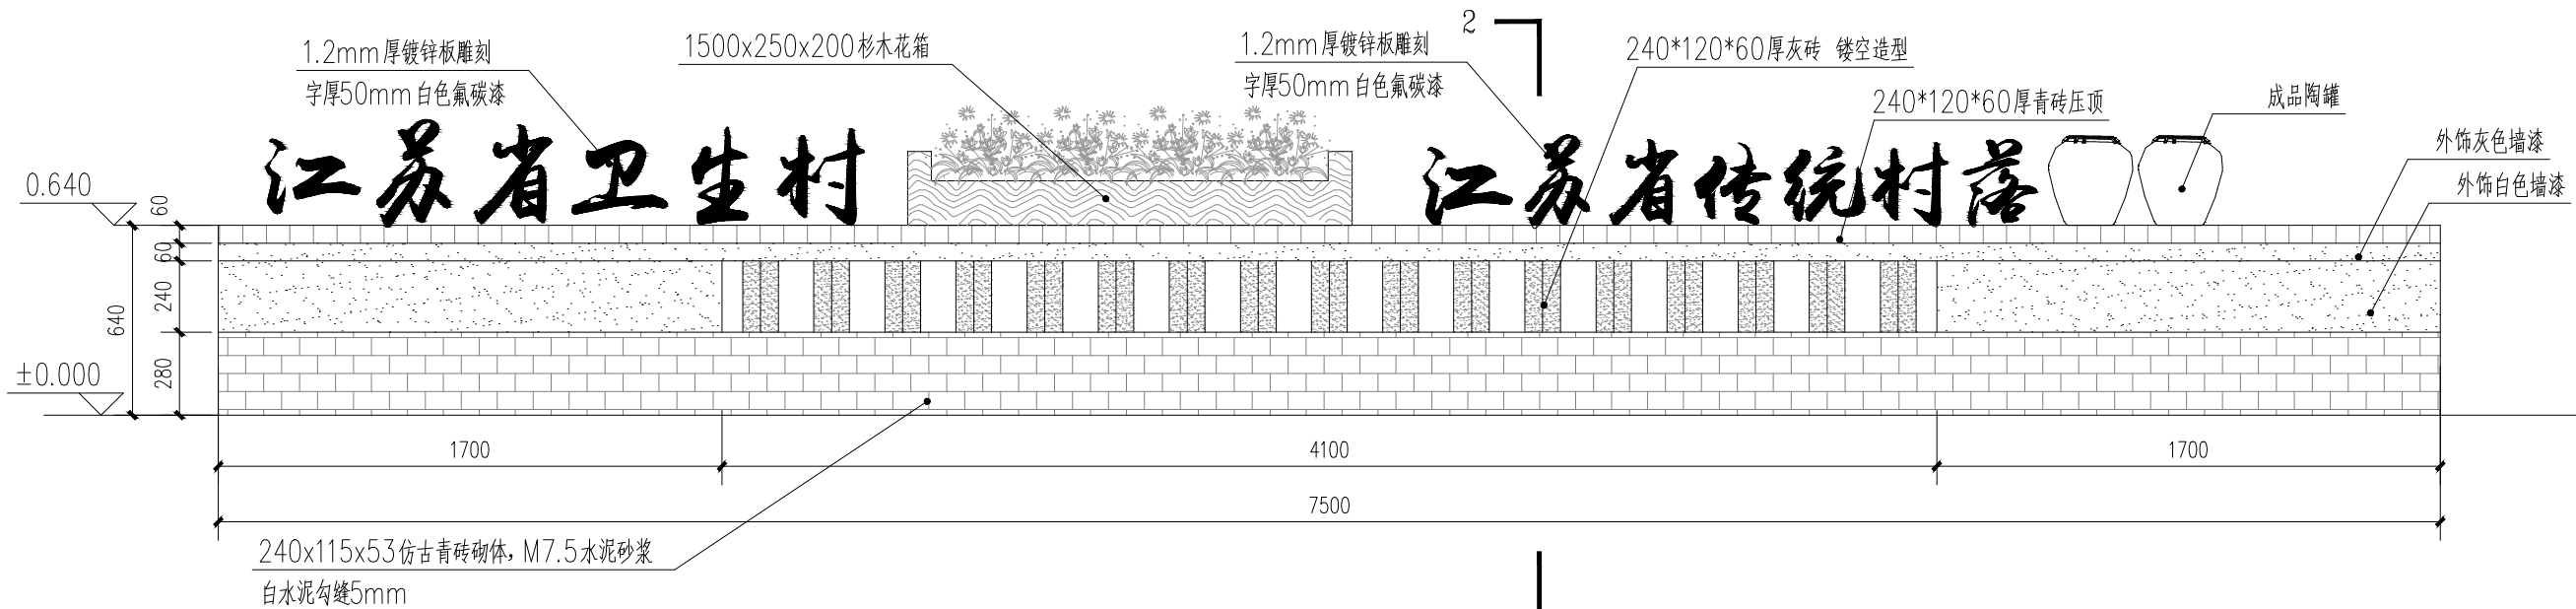 1.2mm厚镀锌板雕刻
字厚50mm白色氟碳漆
1500x250x200杉木花箱
1.2mm厚镀锌板雕刻
字厚50mm白色氟碳漆
2
240*120*60厚灰砖 镂空造型
240*120*60厚青砖压顶
成品陶罐
外饰灰色墙漆
外饰白色墙漆
江苏省卫生村
江苏省传统村落
0.640
60
60
240
640
280
±0.000
1700
4100
1700
7500
240x115x53仿古青砖砌体，M7.5水泥砂浆
白水泥勾缝5mm